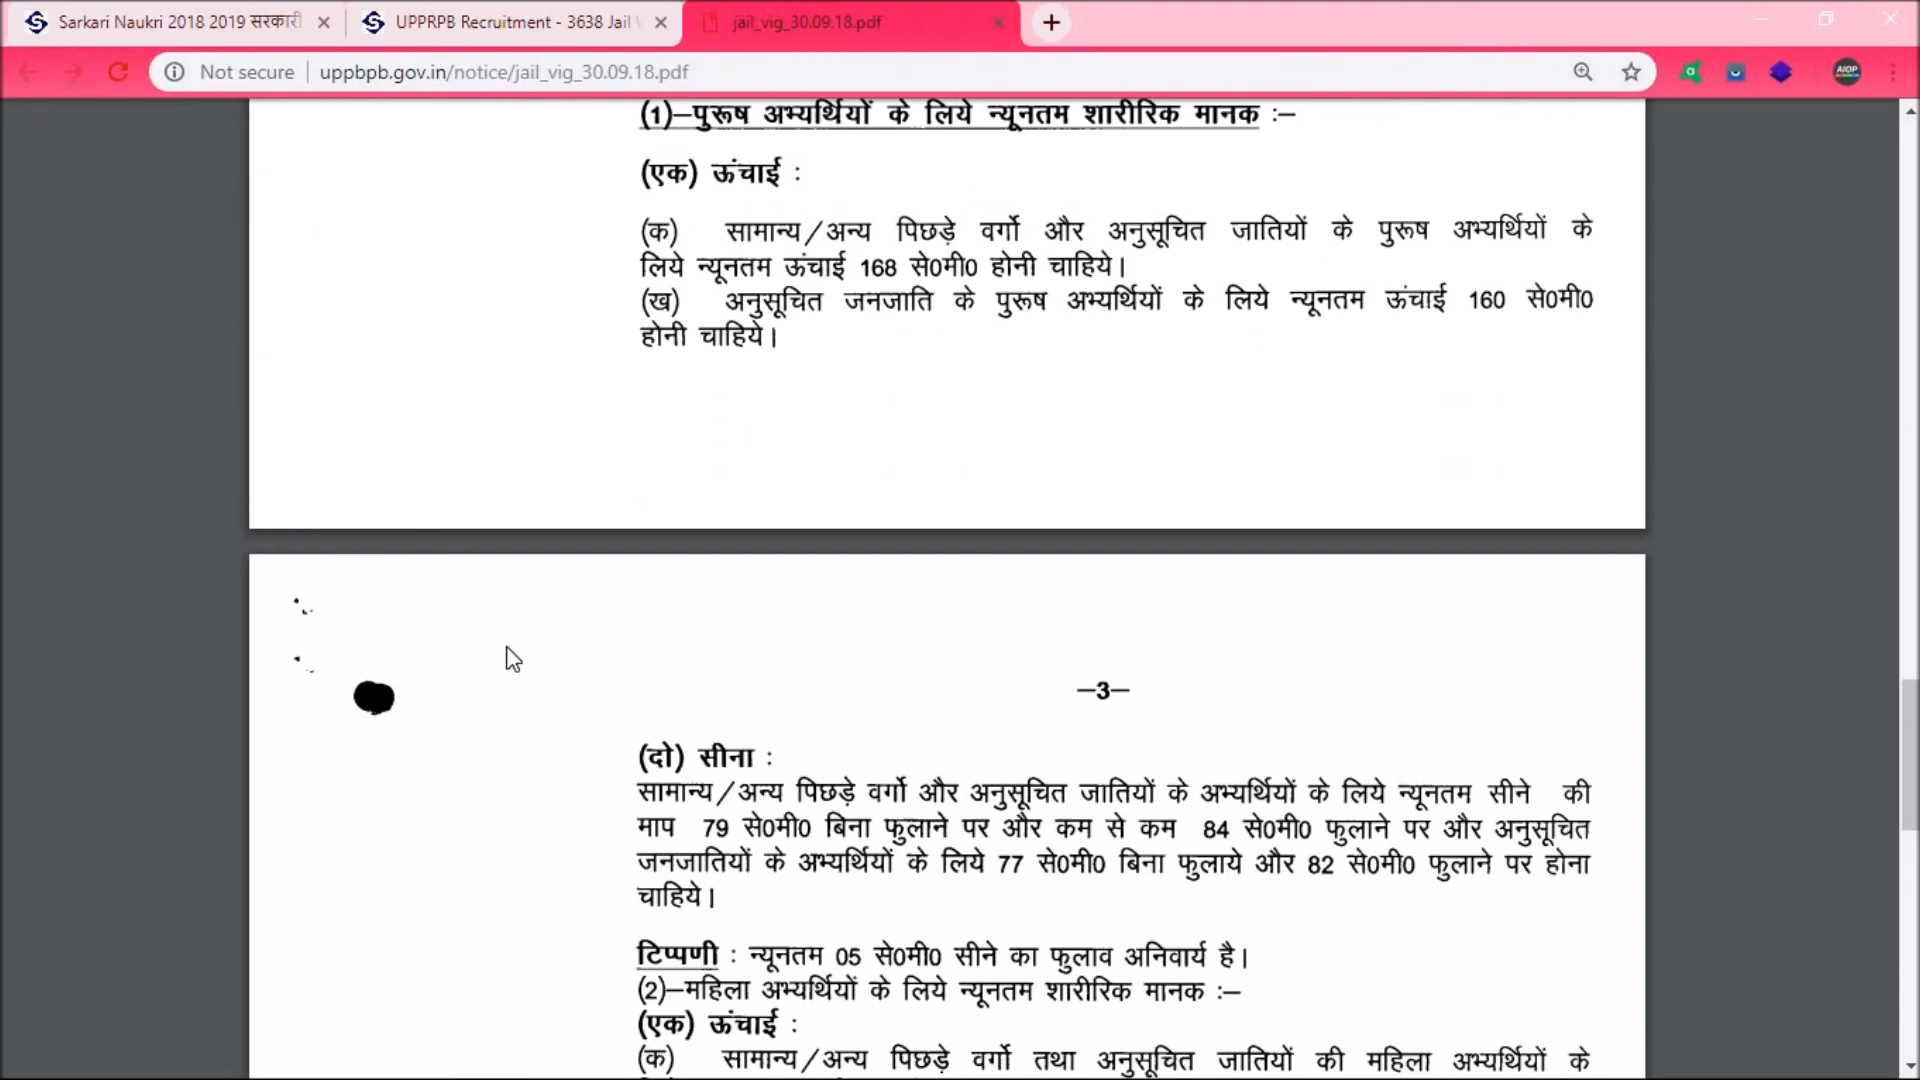 Sarkari Naukri 2018 2019 सरकारी
UPPRPB Recruitment - 3638 Jail
jail_vig_30.09.18.pdf
Not secure
uppbpb.gov.in/notice/jail_vig_30.09.18.pdf
AIOP
(1)–पुरूष अभ्यर्थियों के लिये न्यूनतम शारीरिक मानक :–
(एक) ऊंचाई :
(क) सामान्य/अन्य पिछड़े वर्गो और अनुसूचित जातियों के पुरूष अभ्यर्थियों के
लिये न्यूनतम ऊंचाई 168 से0मी0 होनी चाहिये।
(ख) अनुसूचित जनजाति के पुरूष अभ्यर्थियों के लिये न्यूनतम ऊंचाई 160 से0मी0
होनी चाहिये।
–3–
(दो) सीना :
सामान्य/अन्य पिछड़े वर्गो और अनुसूचित जातियों के अभ्यर्थियों के लिये न्यूनतम सीने की
माप 79 से0मी0 बिना फुलाने पर और कम से कम 84 से0मी0 फुलाने पर और अनुसूचित
जनजातियों के अभ्यर्थियों के लिये 77 से0मी0 बिना फुलाये और 82 से0मी0 फुलाने पर होना
चाहिये।
टिप्पणी : न्यूनतम 05 से0मी0 सीने का फुलाव अनिवार्य है।
(2)–महिला अभ्यर्थियों के लिये न्यूनतम शारीरिक मानक :–
(एक) ऊंचाई :
(क) सामान्य/अन्य पिछड़े वर्गो तथा अनुसूचित जातियों की महिला अभ्यर्थियों के